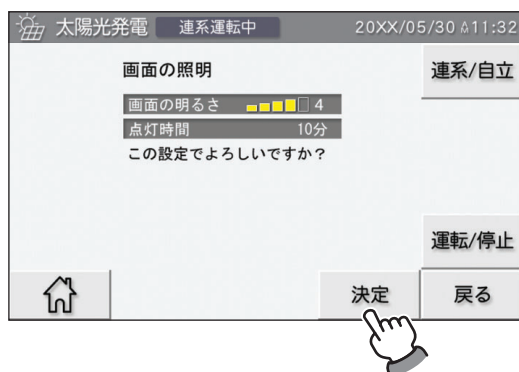 太陽光発電 連系運転中 20XX/05/30 11:32
画面の照明
連系/自立
画面の明るさ 4
点灯時間 10分
この設定でよろしいですか？
運転/停止
決定 戻る